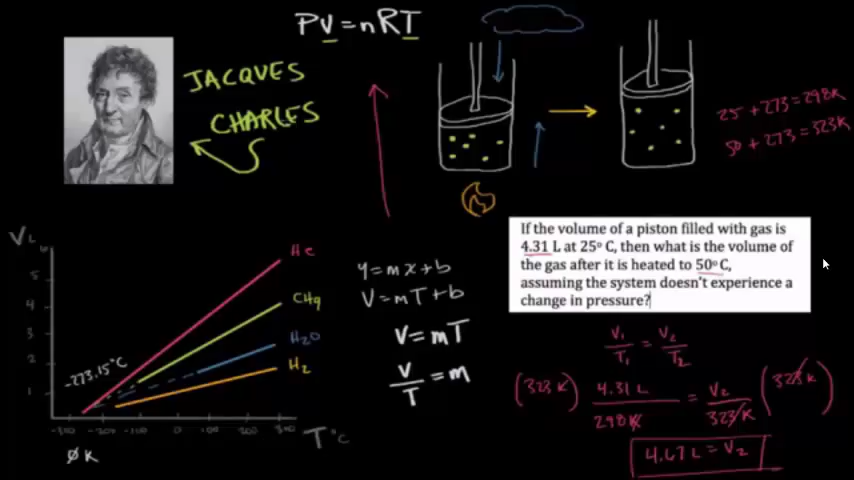 PV=nRT
JACQUES
CHARLES
25 +273=298K
50 +273=323K
If the volume of a piston filled with gas is
4.31 L at 25° C, then what is the volume of
the gas after it is heated to 50° C,
assuming the system doesn't experience a
change in pressure?
VL
5
4
3
2
1
He
CH4
H2O
H2
-273.15°C
-300 -200 -100 0 100 200 300
T°C
ØK
y=mx+b
V=mT+b
V=mT
V/T=m
V1/T1=V2/T2
(323K) 4.31 L/298K = V2/323K (323K)
4.67 L=V2